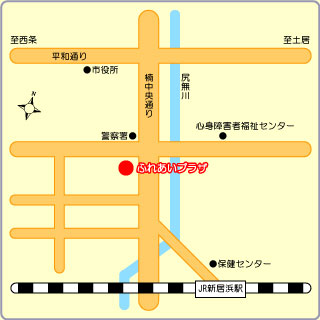 至西条
至土居
平和通り
●市役所
楠中央通り
尻無川
N
心身障害者福祉センター
警察署●
ふれあいプラザ
●保健センター
JR新居浜駅